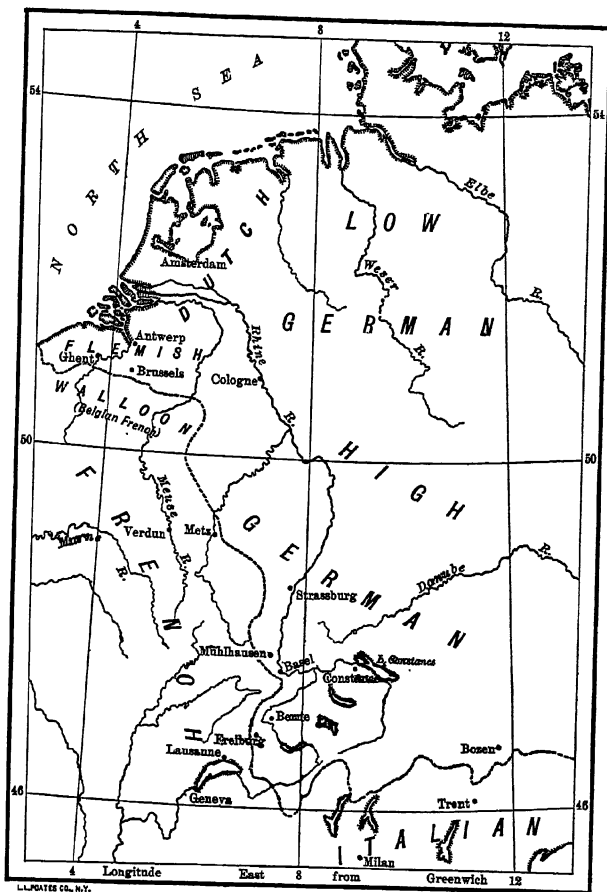 4
8
12
54
54
NORTH SEA
Elbe
R.
LOW
GERMAN
DUTCH
Amsterdam
Weser
R.
Rhine
R.
Antwerp
FLEMISH
Ghent
Brussels
Cologne
WALLOON
(Belgian French)
50
50
HIGH
GERMAN
FRENCH
Meuse
R.
Verdun
Metz
R.
Danube
R.
Strassburg
Mühlhausen
Basel
L. Constance
Constance
Berne
Freiburg
Lausanne
Geneva
Bozen
46
46
Trent
ITALIAN
Milan
4
Longitude
East
8
from
Greenwich
12
L.L.POATES CO., N.Y.